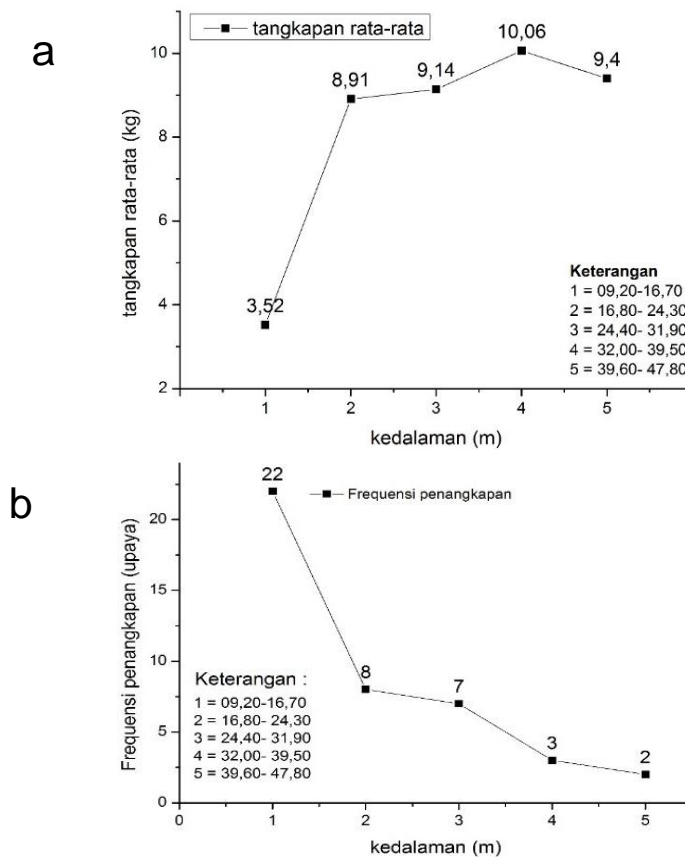 a
tangkapan rata-rata
tangkapan rata-rata (kg)
10
8
6
4
2
3,52
8,91
9,14
10,06
9,4
Keterangan
1 = 09,20-16,70
2 = 16,80- 24,30
3 = 24,40- 31,90
4 = 32,00- 39,50
5 = 39,60- 47,80
1 2 3 4 5
kedalaman (m)
b
Frequensi penangkapan
Frequensi penangkapan (upaya)
20
15
10
5
0
22
8
7
3
2
Keterangan :
1 = 09,20-16,70
2 = 16,80- 24,30
3 = 24,40- 31,90
4 = 32,00- 39,50
5 = 39,60- 47,80
0 1 2 3 4 5
kedalaman (m)